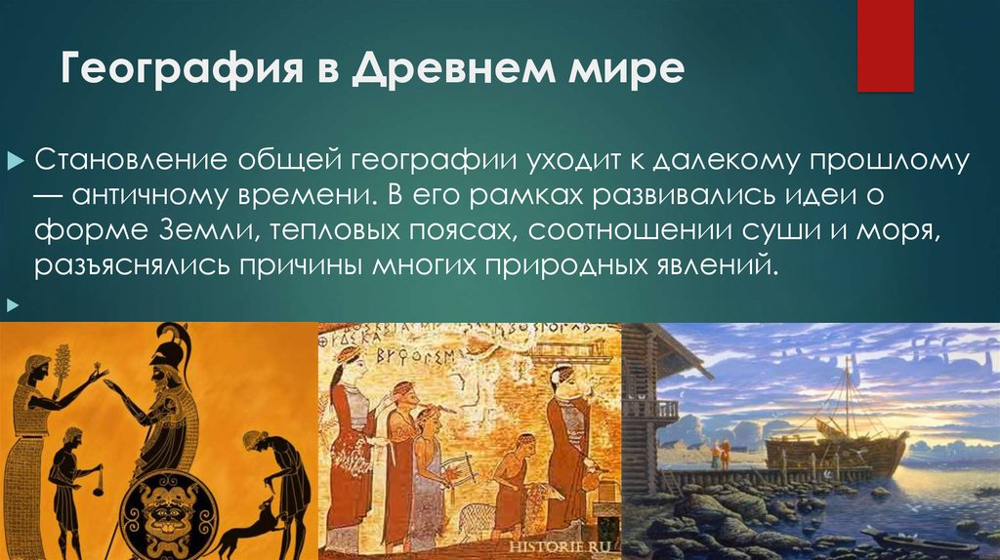 География в Древнем мире
Становление общей географии уходит к далекому прошлому
— античному времени. В его рамках развивались идеи о
форме Земли, тепловых поясах, соотношении суши и моря,
разъяснялись причины многих природных явлений.
HISTORIE.RU